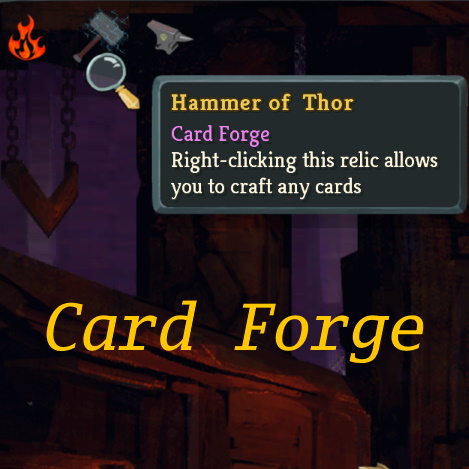 Hammer of Thor
Card Forge
Right-clicking this relic allows
you to craft any cards
Card Forge